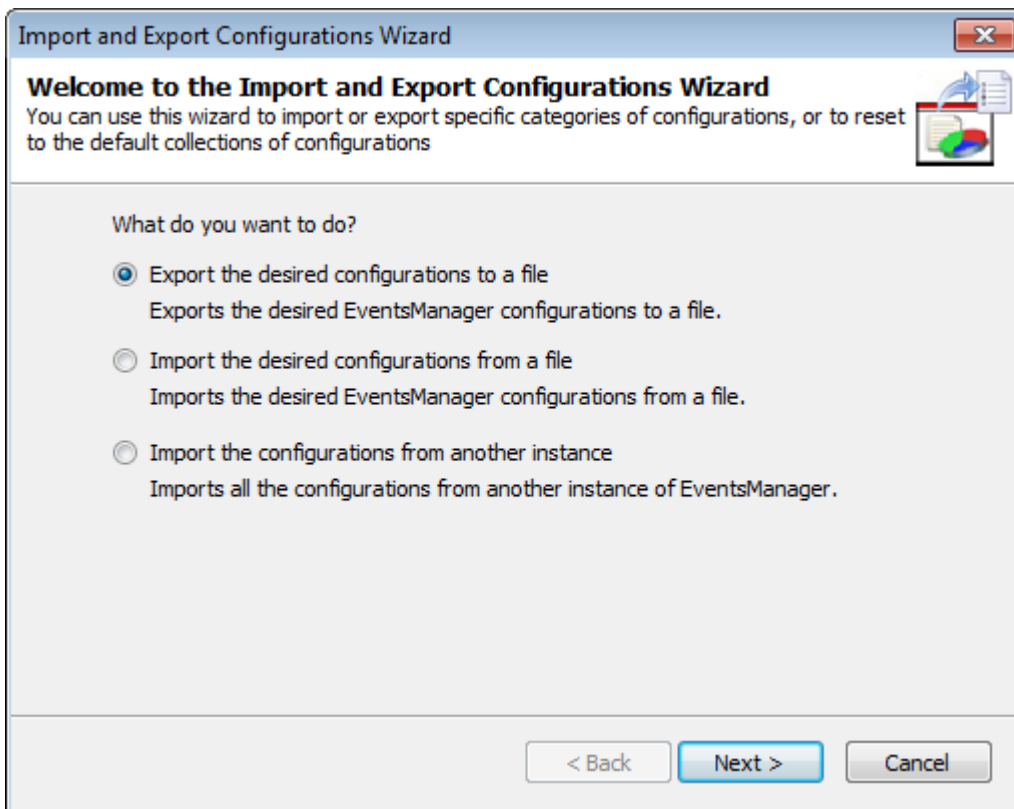 Import and Export Configurations Wizard
Welcome to the Import and Export Configurations Wizard
You can use this wizard to import or export specific categories of configurations, or to reset
to the default collections of configurations
What do you want to do?
Export the desired configurations to a file
Exports the desired EventsManager configurations to a file.
Import the desired configurations from a file
Imports the desired EventsManager configurations from a file.
Import the configurations from another instance
Imports all the configurations from another instance of EventsManager.
< Back Next > Cancel